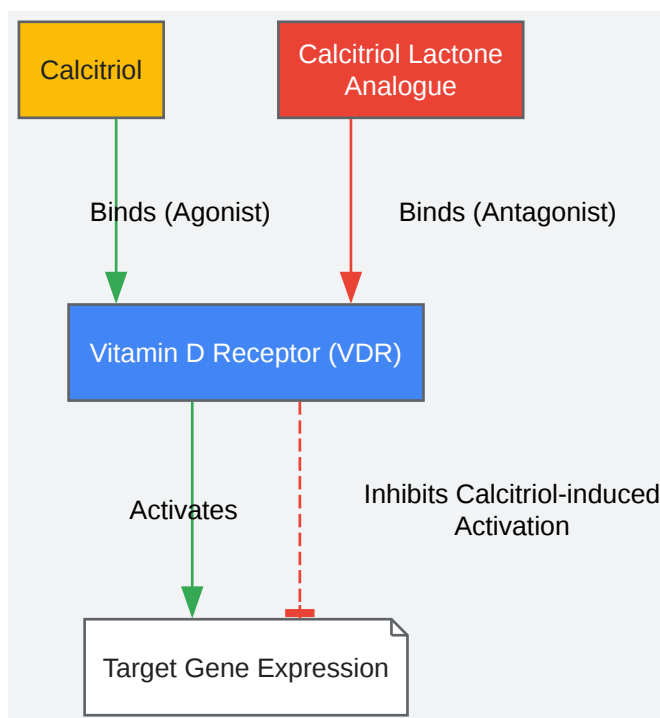 Calcitriol
Calcitriol Lactone
Analogue
Binds (Agonist)
Binds (Antagonist)
Vitamin D Receptor (VDR)
Activates
Inhibits Calcitriol-induced
Activation
Target Gene Expression